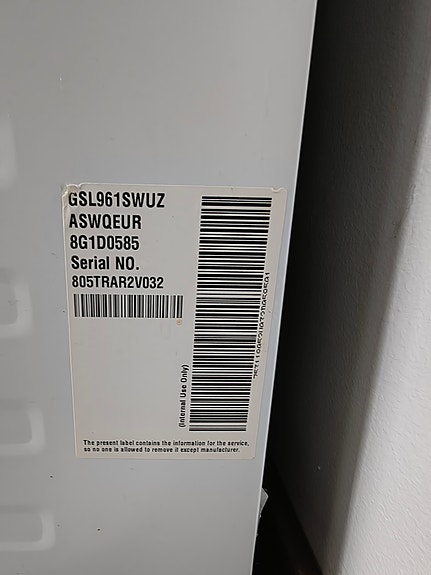 GSL961SWUZ
ASWQEUR
8G1D0585
Serial NO.
805TRAR2V032
(Internal Use Only)
The present label contains the information for the service,
so no one is allowed to remove it except manufacturer.